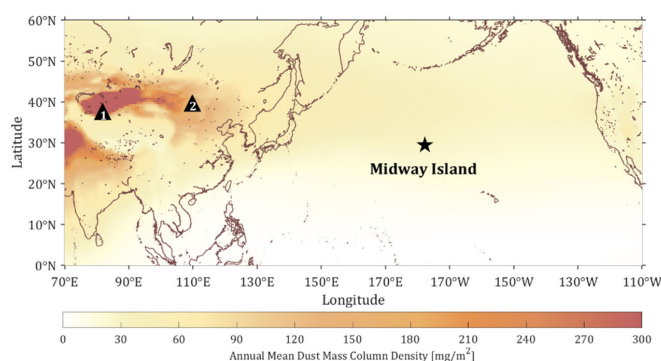 60°N
50°N
40°N
30°N
20°N
10°N
0°N
Latitude
1
2
Midway Island
70°E 90°E 110°E 130°E 150°E 170°E 170°W 150°W 130°W 110°W
Longitude
0 30 60 90 120 150 180 210 240 270 300
Annual Mean Dust Mass Column Density [mg/m²]